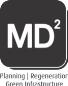 MD²
Planning | Regeneration
Green Infrastructure